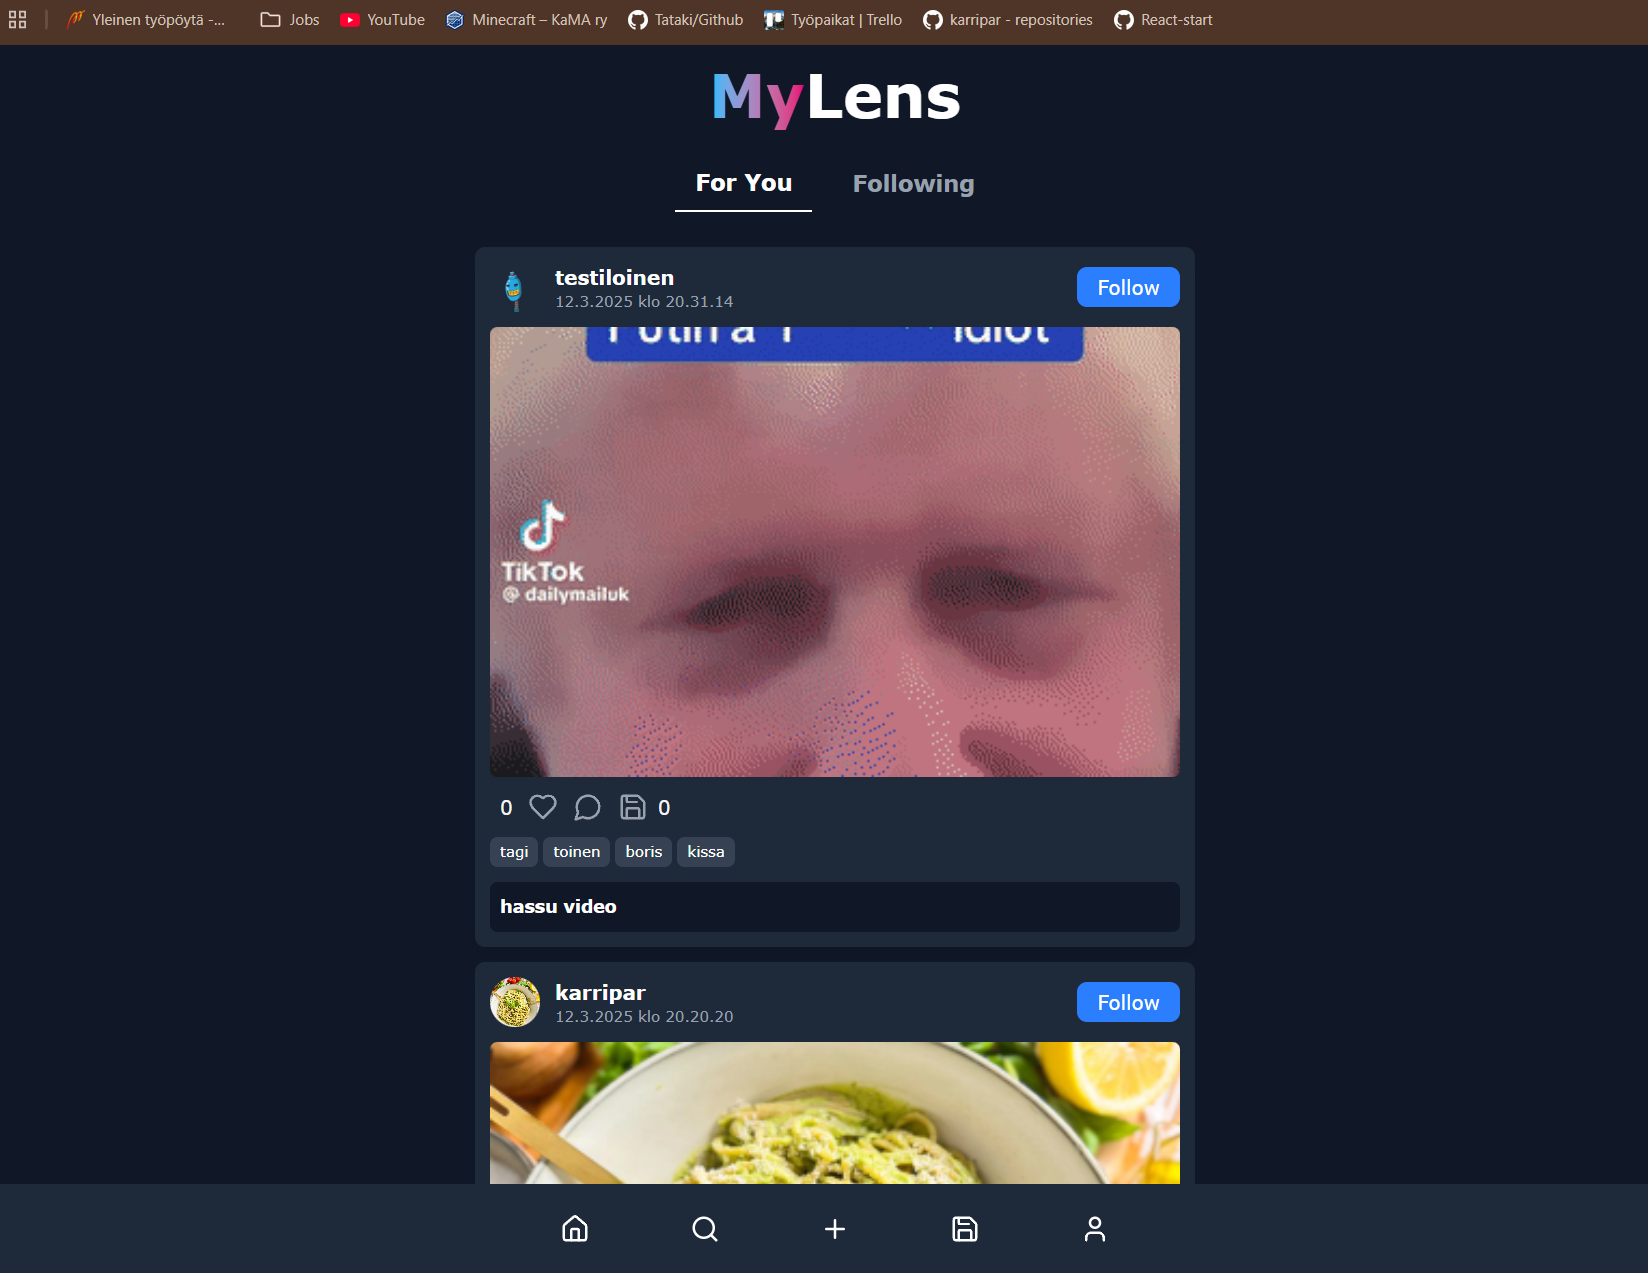 Yleinen työpöytä -...
Jobs
YouTube
Minecraft – KaMA ry
Tataki/Github
Työpaikat | Trello
karripar - repositories
React-start
MyLens
For You
Following
testiloinen
12.3.2025 klo 20.31.14
Follow
idiot
TikTok
@dailymailuk
0
0
tagi
toinen
boris
kissa
hassu video
karripar
12.3.2025 klo 20.20.20
Follow